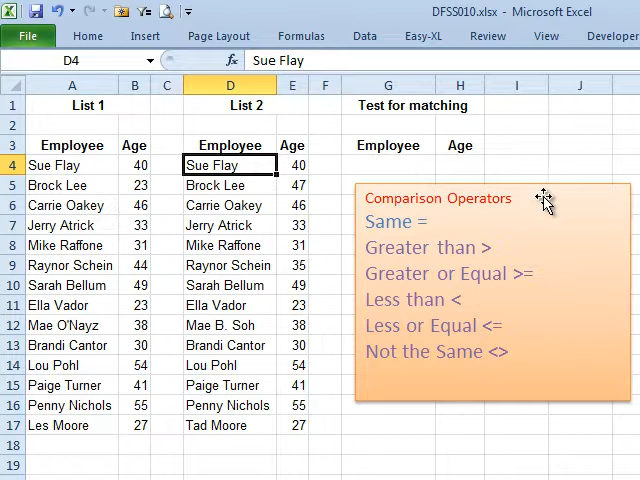 DFSS010.xlsx - Microsoft Excel
File Home Insert Page Layout Formulas Data Easy-XL Review View Developer
D4 fx Sue Flay
A B C D E F G H I J
1 List 1 List 2 Test for matching
2
3 Employee Age Employee Age Employee Age
4 Sue Flay 40 Sue Flay 40
5 Brock Lee 23 Brock Lee 47
6 Carrie Oakey 46 Carrie Oakey 46
7 Jerry Atrick 33 Jerry Atrick 33
8 Mike Raffone 31 Mike Raffone 31
9 Raynor Schein 44 Raynor Schein 35
10 Sarah Bellum 49 Sarah Bellum 49
11 Ella Vador 23 Ella Vador 23
12 Mae O'Nayz 38 Mae B. Soh 38
13 Brandi Cantor 30 Brandi Cantor 30
14 Lou Pohl 54 Lou Pohl 54
15 Paige Turner 41 Paige Turner 41
16 Penny Nichols 55 Penny Nichols 55
17 Les Moore 27 Tad Moore 27
18
19
Comparison Operators
Same =
Greater than >
Greater or Equal >=
Less than <
Less or Equal <=
Not the Same <>